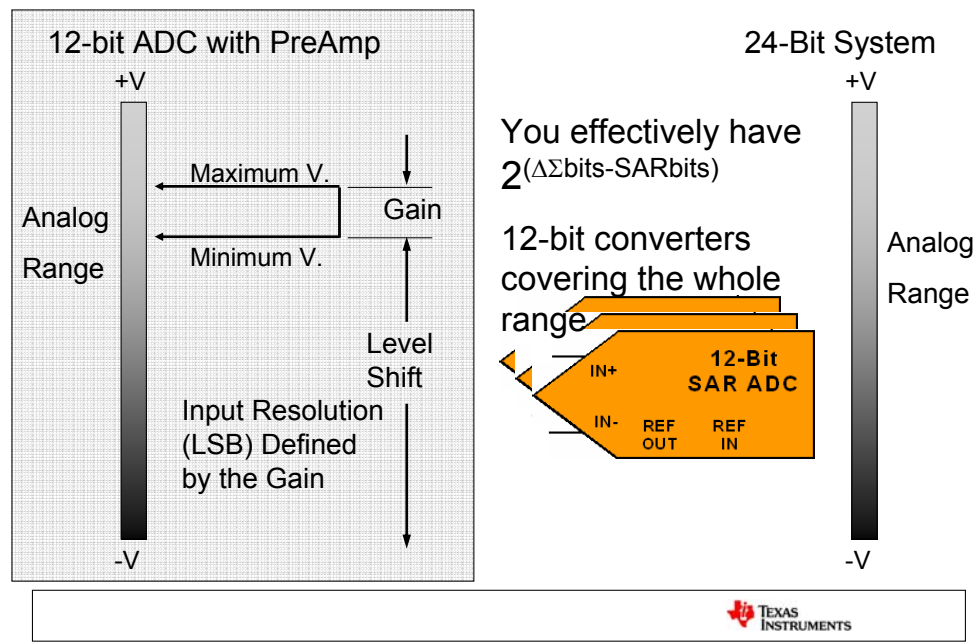 12-bit ADC with PreAmp
+V
Maximum V.
Gain
Analog
Range
Minimum V.
Level
Shift
Input Resolution
(LSB) Defined
by the Gain
-V
24-Bit System
+V
You effectively have
2(ΔΣbits-SARbits)
12-bit converters
covering the whole
range
12-Bit
SAR ADC
IN+
IN-
REF
OUT
REF
IN
Analog
Range
-V
TEXAS
INSTRUMENTS